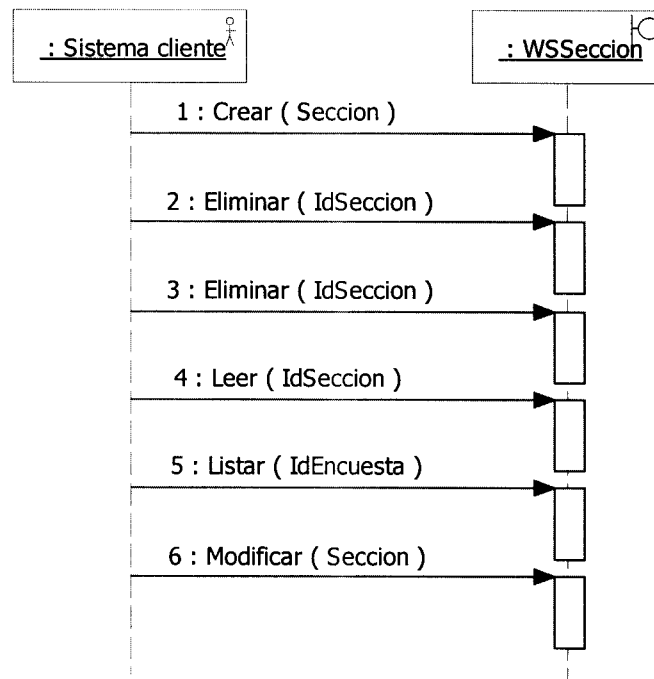 : Sistema cliente
: WSSeccion
1 : Crear ( Seccion )
2 : Eliminar ( IdSeccion )
3 : Eliminar ( IdSeccion )
4 : Leer ( IdSeccion )
5 : Listar ( IdEncuesta )
6 : Modificar ( Seccion )